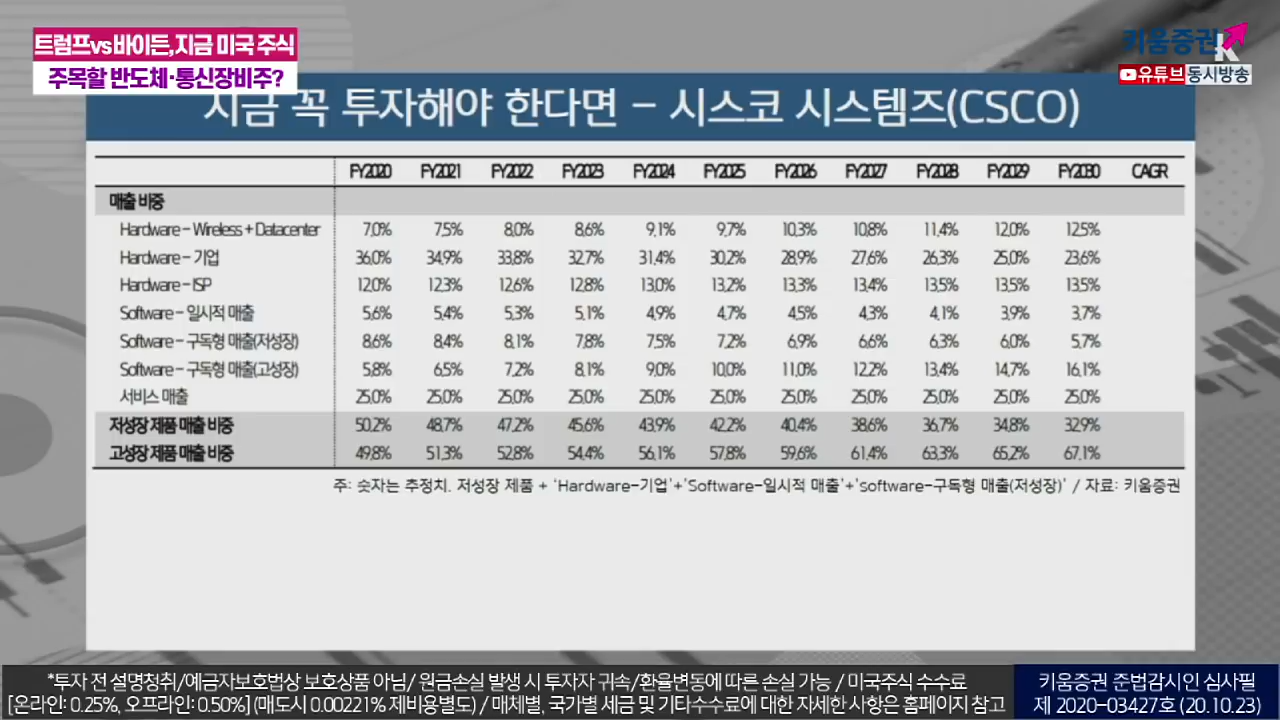 트럼프vs바이든,지금 미국 주식
주목할 반도체·통신장비주?
키움증권
유튜브동시방송
지금 꼭 투자해야 한다면 – 시스코 시스템즈(CSCO)
FY2020 FY2021 FY2022 FY2023 FY2024 FY2025 FY2026 FY2027 FY2028 FY2029 FY2030 CAGR
매출 비중
Hardware – Wireless + Datacenter 7.0% 7.5% 8.0% 8.6% 9.1% 9.7% 10.3% 10.8% 11.4% 12.0% 12.5%
Hardware – 기업 36.0% 34.9% 33.8% 32.7% 31.4% 30.2% 28.9% 27.6% 26.3% 25.0% 23.6%
Hardware – ISP 12.0% 12.3% 12.6% 12.8% 13.0% 13.2% 13.3% 13.4% 13.5% 13.5% 13.5%
Software – 일시적 매출 5.6% 5.4% 5.3% 5.1% 4.9% 4.7% 4.5% 4.3% 4.1% 3.9% 3.7%
Software – 구독형 매출(저성장) 8.6% 8.4% 8.1% 7.8% 7.5% 7.2% 6.9% 6.6% 6.3% 6.0% 5.7%
Software – 구독형 매출(고성장) 5.8% 6.5% 7.2% 8.1% 9.0% 10.0% 11.0% 12.2% 13.4% 14.7% 16.1%
서비스 매출 25.0% 25.0% 25.0% 25.0% 25.0% 25.0% 25.0% 25.0% 25.0% 25.0% 25.0%
저성장 제품 매출 비중 50.2% 48.7% 47.2% 45.6% 43.9% 42.2% 40.4% 38.6% 36.7% 34.8% 32.9%
고성장 제품 매출 비중 49.8% 51.3% 52.8% 54.4% 56.1% 57.8% 59.6% 61.4% 63.3% 65.2% 67.1%
주: 숫자는 추정치. 저성장 제품 + ‘Hardware–기업’+’Software–일시적 매출’+’software–구독형 매출(저성장)’ / 자료: 키움증권
*투자 전 설명청취/예금자보호법상 보호상품 아님/ 원금손실 발생 시 투자자 귀속/환율변동에 따른 손실 가능 / 미국주식 수수료
[온라인: 0.25%, 오프라인: 0.50%] (매도시 0.00221% 제비용별도) / 매체별, 국가별 세금 및 기타수수료에 대한 자세한 사항은 홈페이지 참고
키움증권 준법감시인 심사필
제 2020-03427호 (20.10.23)